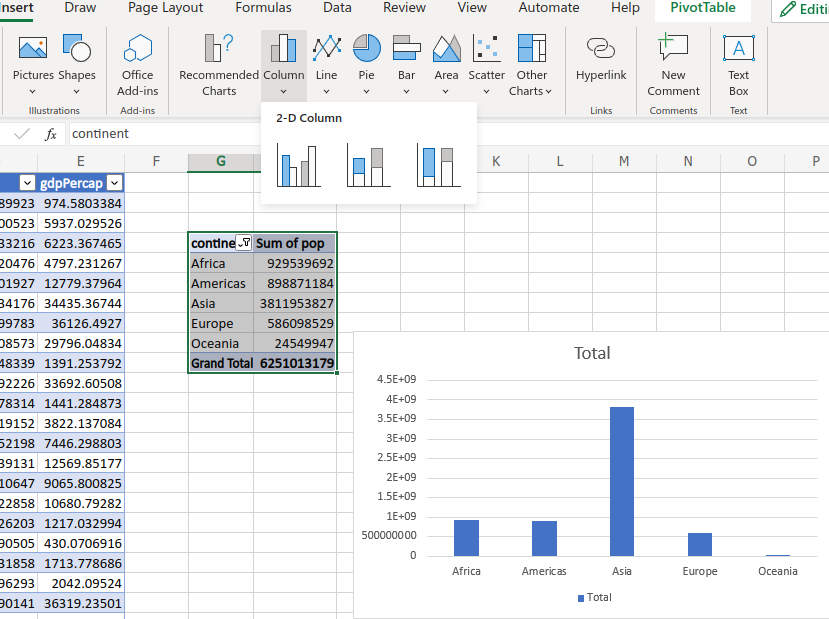 nsert Draw Page Layout Formulas Data Review View Automate Help PivotTable Editi
Pictures Shapes Office Add-ins Recommended Charts Column Line Pie Bar Area Scatter Other Charts Hyperlink New Comment Text Box
Illustrations Add-ins Links Comments Text
2-D Column
fx continent
E F G K L M N O P
gdpPercap
89923 974.5803384
00523 5937.029526
33216 6223.367465
contine Sum of pop
20476 4797.231267
Africa 929539692
01927 12779.37964
Americas 898871184
34176 34435.36744
Asia 3811953827
99783 36126.4927
Europe 586098529
08573 29796.04834
Oceania 24549947
48339 1391.253792
Grand Total 6251013179
92226 33692.60508
78314 1441.284873
19152 3822.137084
52198 7446.298803
39131 12569.85177
10647 9065.800825
22858 10680.79282
26203 1217.032994
90505 430.0706916
31858 1713.778686
96293 2042.09524
90141 36319.23501
Total
4.5E+09
4E+09
3.5E+09
3E+09
2.5E+09
2E+09
1.5E+09
1E+09
500000000
0
Africa Americas Asia Europe Oceania
Total